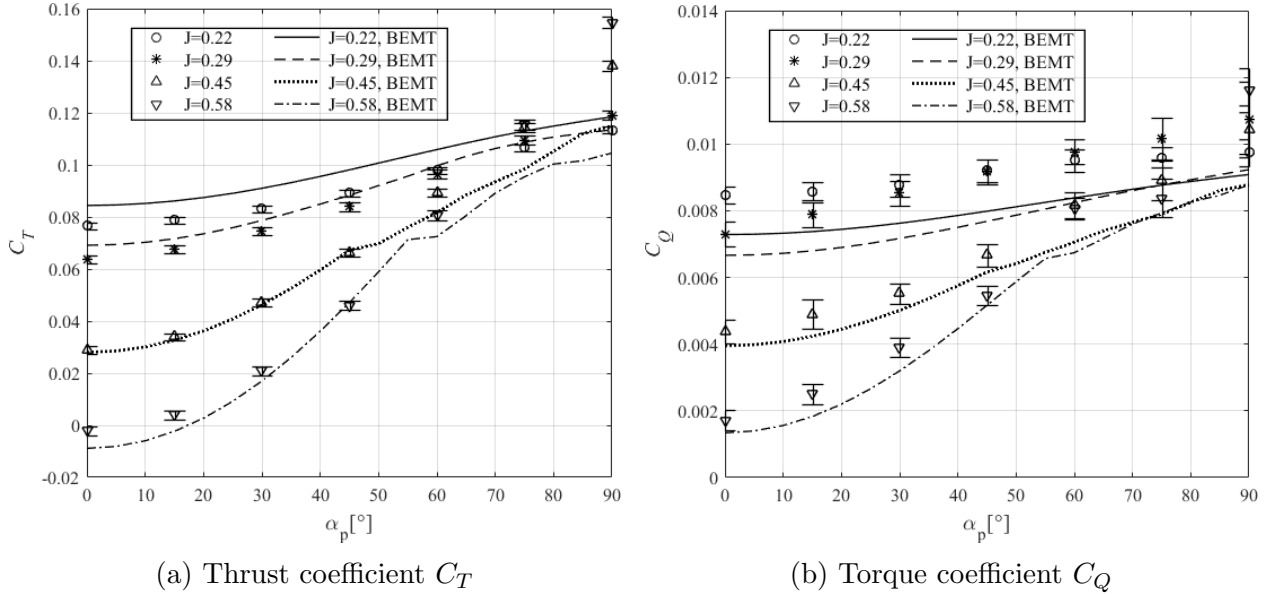 0.16
0.14
0.12
0.1
0.08
0.06
0.04
0.02
0
-0.02
C_T
J=0.22 J=0.22, BEMT
J=0.29 J=0.29, BEMT
J=0.45 J=0.45, BEMT
J=0.58 J=0.58, BEMT
0 10 20 30 40 50 60 70 80 90
α_p[°]
(a) Thrust coefficient C_T
0.014
0.012
0.01
0.008
0.006
0.004
0.002
0
C_Q
J=0.22 J=0.22, BEMT
J=0.29 J=0.29, BEMT
J=0.45 J=0.45, BEMT
J=0.58 J=0.58, BEMT
0 10 20 30 40 50 60 70 80 90
α_p[°]
(b) Torque coefficient C_Q